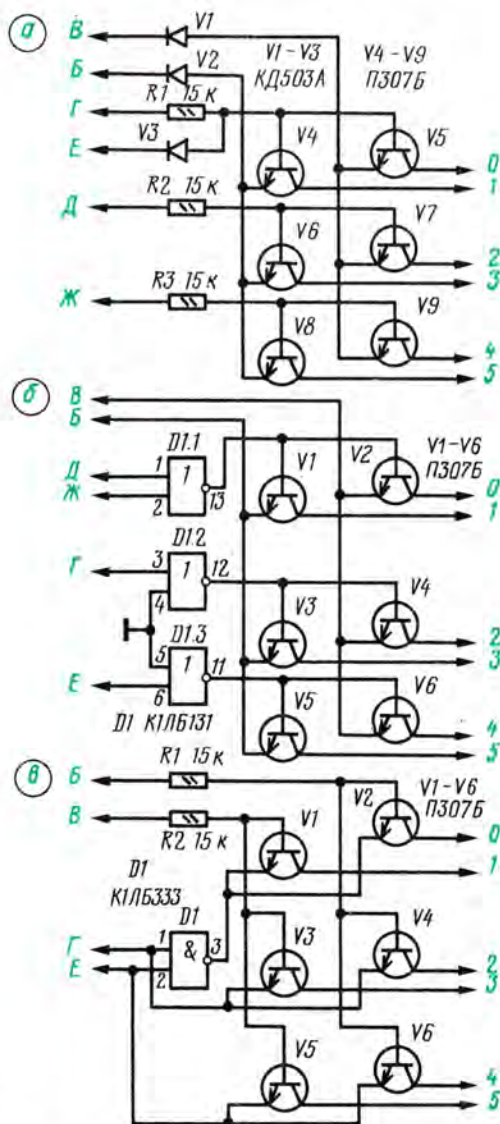 а В V1 V1-V3 V4-V9
Б V2 КД503А П307Б
Г R1 15 к
Е V3 V4 V5 0
1
Д R2 15 к
V6 V7 2
3
Ж R3 15 к
V8 V9 4
5
б В
Б
D1.1 V1 V2 V1-V6
П307Б
Д 1 1
Ж 2 13 0
1
D1.2
Г 3 1 12
4 V3 V4 2
3
D1.3
5 1 11
Е 6 V5 V6 4
D1 К1ЛБ131 5
в Б R1 15 к
В R2 15 к V1 V2 V1-V6
П307Б
0
D1 1
К1ЛБ333
D1
Г 1 & 3 V3 V4 2
Е 2 3
V5 V6 4
5